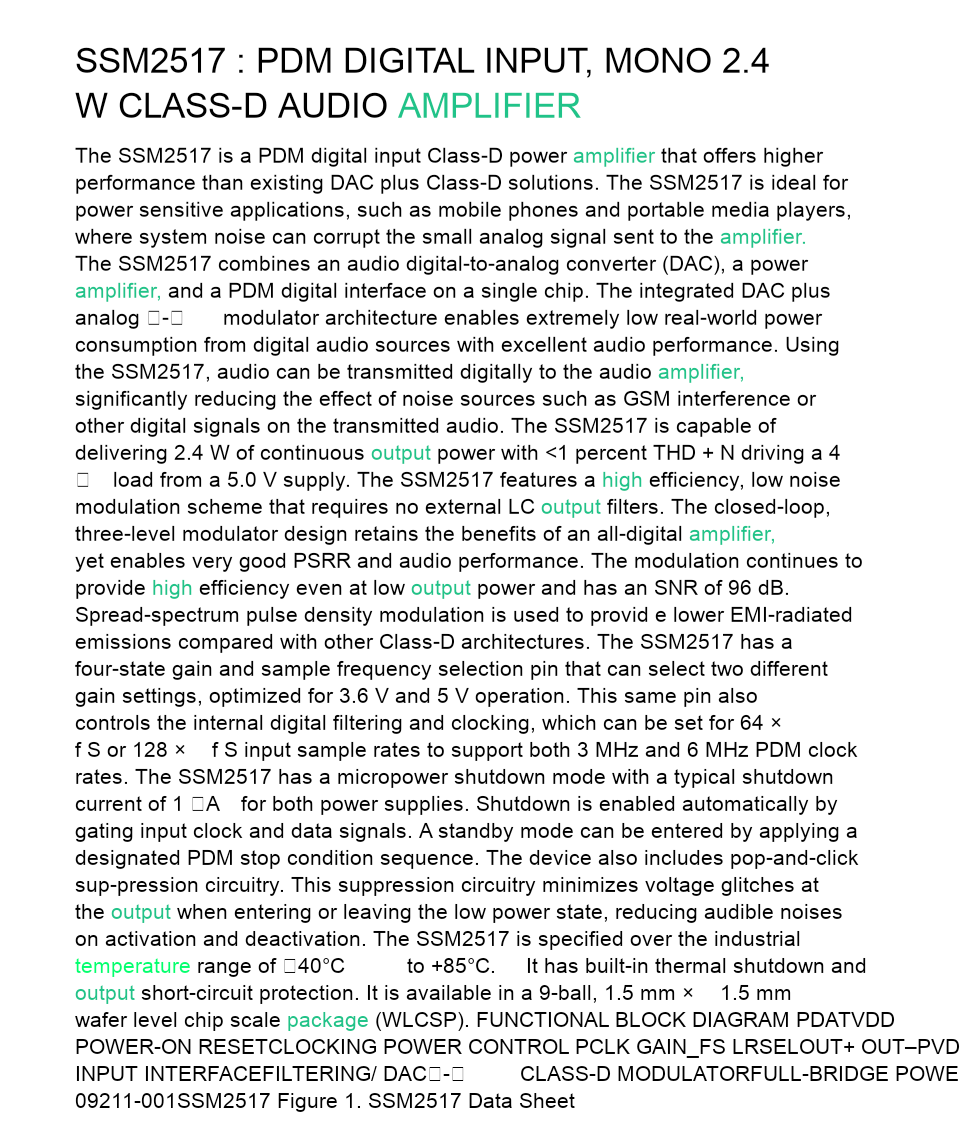 SSM2517 : PDM DIGITAL INPUT, MONO 2.4
W CLASS-D AUDIO AMPLIFIER
The SSM2517 is a PDM digital input Class-D power amplifier that offers higher
performance than existing DAC plus Class-D solutions. The SSM2517 is ideal for
power sensitive applications, such as mobile phones and portable media players,
where system noise can corrupt the small analog signal sent to the amplifier.
The SSM2517 combines an audio digital-to-analog converter (DAC), a power
amplifier, and a PDM digital interface on a single chip. The integrated DAC plus
analog □-□ modulator architecture enables extremely low real-world power
consumption from digital audio sources with excellent audio performance. Using
the SSM2517, audio can be transmitted digitally to the audio amplifier,
significantly reducing the effect of noise sources such as GSM interference or
other digital signals on the transmitted audio. The SSM2517 is capable of
delivering 2.4 W of continuous output power with <1 percent THD + N driving a 4
□ load from a 5.0 V supply. The SSM2517 features a high efficiency, low noise
modulation scheme that requires no external LC output filters. The closed-loop,
three-level modulator design retains the benefits of an all-digital amplifier,
yet enables very good PSRR and audio performance. The modulation continues to
provide high efficiency even at low output power and has an SNR of 96 dB.
Spread-spectrum pulse density modulation is used to provid e lower EMI-radiated
emissions compared with other Class-D architectures. The SSM2517 has a
four-state gain and sample frequency selection pin that can select two different
gain settings, optimized for 3.6 V and 5 V operation. This same pin also
controls the internal digital filtering and clocking, which can be set for 64 ×
f S or 128 × f S input sample rates to support both 3 MHz and 6 MHz PDM clock
rates. The SSM2517 has a micropower shutdown mode with a typical shutdown
current of 1 □A for both power supplies. Shutdown is enabled automatically by
gating input clock and data signals. A standby mode can be entered by applying a
designated PDM stop condition sequence. The device also includes pop-and-click
sup-pression circuitry. This suppression circuitry minimizes voltage glitches at
the output when entering or leaving the low power state, reducing audible noises
on activation and deactivation. The SSM2517 is specified over the industrial
temperature range of □40°C to +85°C. It has built-in thermal shutdown and
output short-circuit protection. It is available in a 9-ball, 1.5 mm × 1.5 mm
wafer level chip scale package (WLCSP). FUNCTIONAL BLOCK DIAGRAM PDATVDD
POWER-ON RESETCLOCKING POWER CONTROL PCLK GAIN_FS LRSELOUT+ OUT–PVD
INPUT INTERFACEFILTERING/ DAC□-□ CLASS-D MODULATORFULL-BRIDGE POWE
09211-001SSM2517 Figure 1. SSM2517 Data Sheet